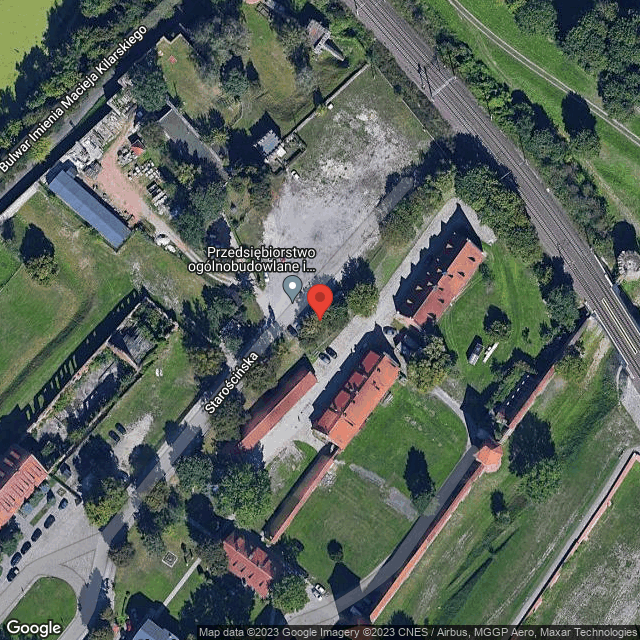 Bulwar Imienia Macieja Kilarskiego
Przedsiębiorstwo
ogólnobudowlane i...
Starościńska
Google
Map data ©2023 Google Imagery ©2023 CNES / Airbus, MGGP Aero, Maxar Technologies